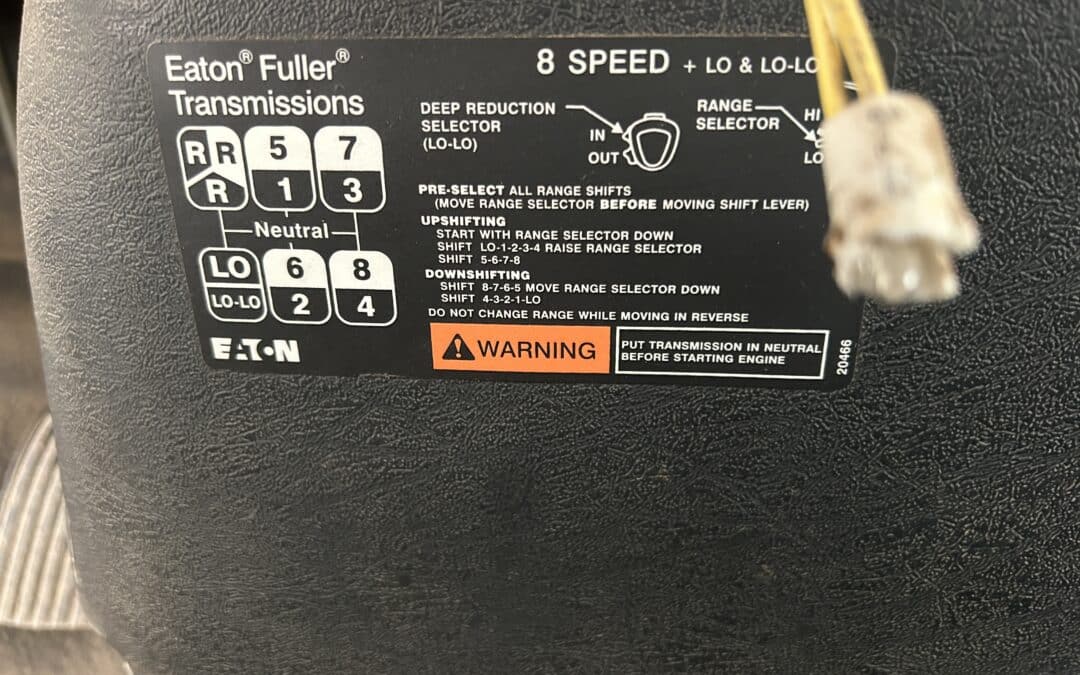 Eaton® Fuller®
Transmissions
8 SPEED + LO & LO-LO
R R
R
5
1
7
3
Neutral
LO
LO-LO
6
2
8
4
EATON
DEEP REDUCTION
SELECTOR
(LO-LO)
IN
OUT
RANGE
SELECTOR
HI
LO
PRE-SELECT ALL RANGE SHIFTS
(MOVE RANGE SELECTOR BEFORE MOVING SHIFT LEVER)
UPSHIFTING
START WITH RANGE SELECTOR DOWN
SHIFT LO-1-2-3-4 RAISE RANGE SELECTOR
SHIFT 5-6-7-8
DOWNSHIFTING
SHIFT 8-7-6-5 MOVE RANGE SELECTOR DOWN
SHIFT 4-3-2-1-LO
DO NOT CHANGE RANGE WHILE MOVING IN REVERSE
WARNING
PUT TRANSMISSION IN NEUTRAL
BEFORE STARTING ENGINE
20466